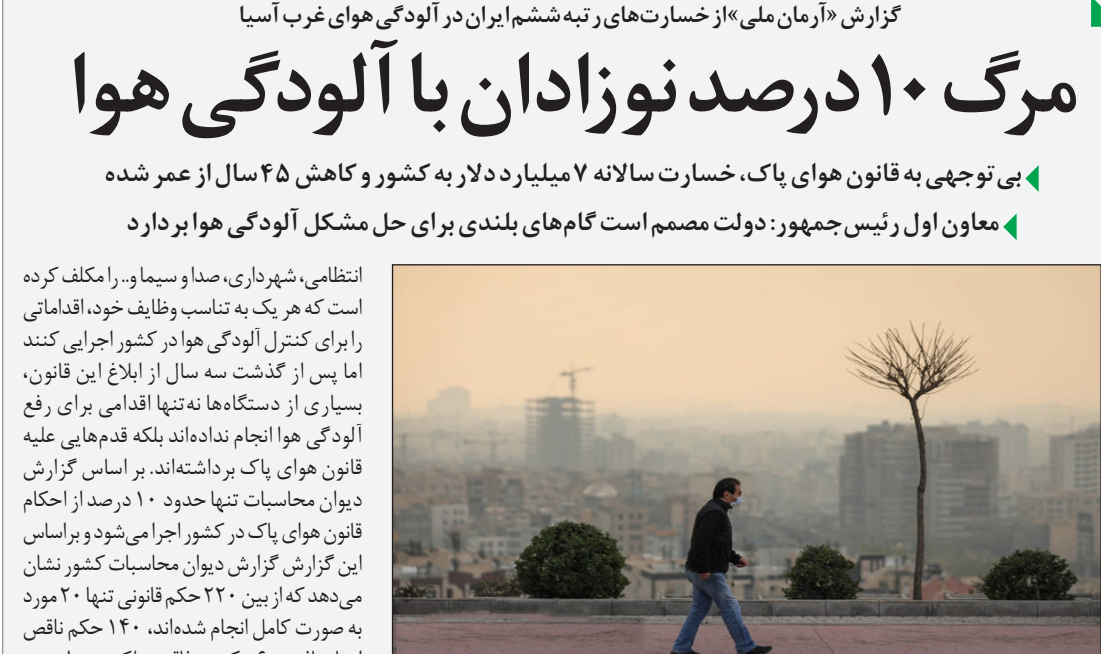 گزارش «آرمان ملی» از خسارت‌های رتبه ششم ایران در آلودگی هوای غرب آسیا
مرگ ۱۰ درصد نوزادان با آلودگی هوا
بی توجهی به قانون هوای پاک، خسارت سالانه ۷ میلیارد دلار به کشور و کاهش ۴۵ سال از عمر شده
معاون اول رئیس‌جمهور: دولت مصمم است گام‌های بلندی برای حل مشکل آلودگی هوا بردارد
انتظامی، شهرداری، صدا و سیما و.. را مکلف کرده
است که هر یک به تناسب وظایف خود، اقداماتی
را برای کنترل آلودگی هوا در کشور اجرایی کنند
اما پس از گذشت سه سال از ابلاغ این قانون،
بسیاری از دستگاه‌ها نه‌تنها اقدامی برای رفع
آلودگی هوا انجام نداده‌اند بلکه قدم‌هایی علیه
قانون هوای پاک برداشته‌اند. بر اساس گزارش
دیوان محاسبات تنها حدود ۱۰ درصد از احکام
قانون هوای پاک در کشور اجرا می‌شود و براساس
این گزارش گزارش دیوان محاسبات کشور نشان
می‌دهد که از بین ۲۲۰ حکم قانونی تنها ۲۰ مورد
به صورت کامل انجام شده‌اند، ۱۴۰ حکم ناقص